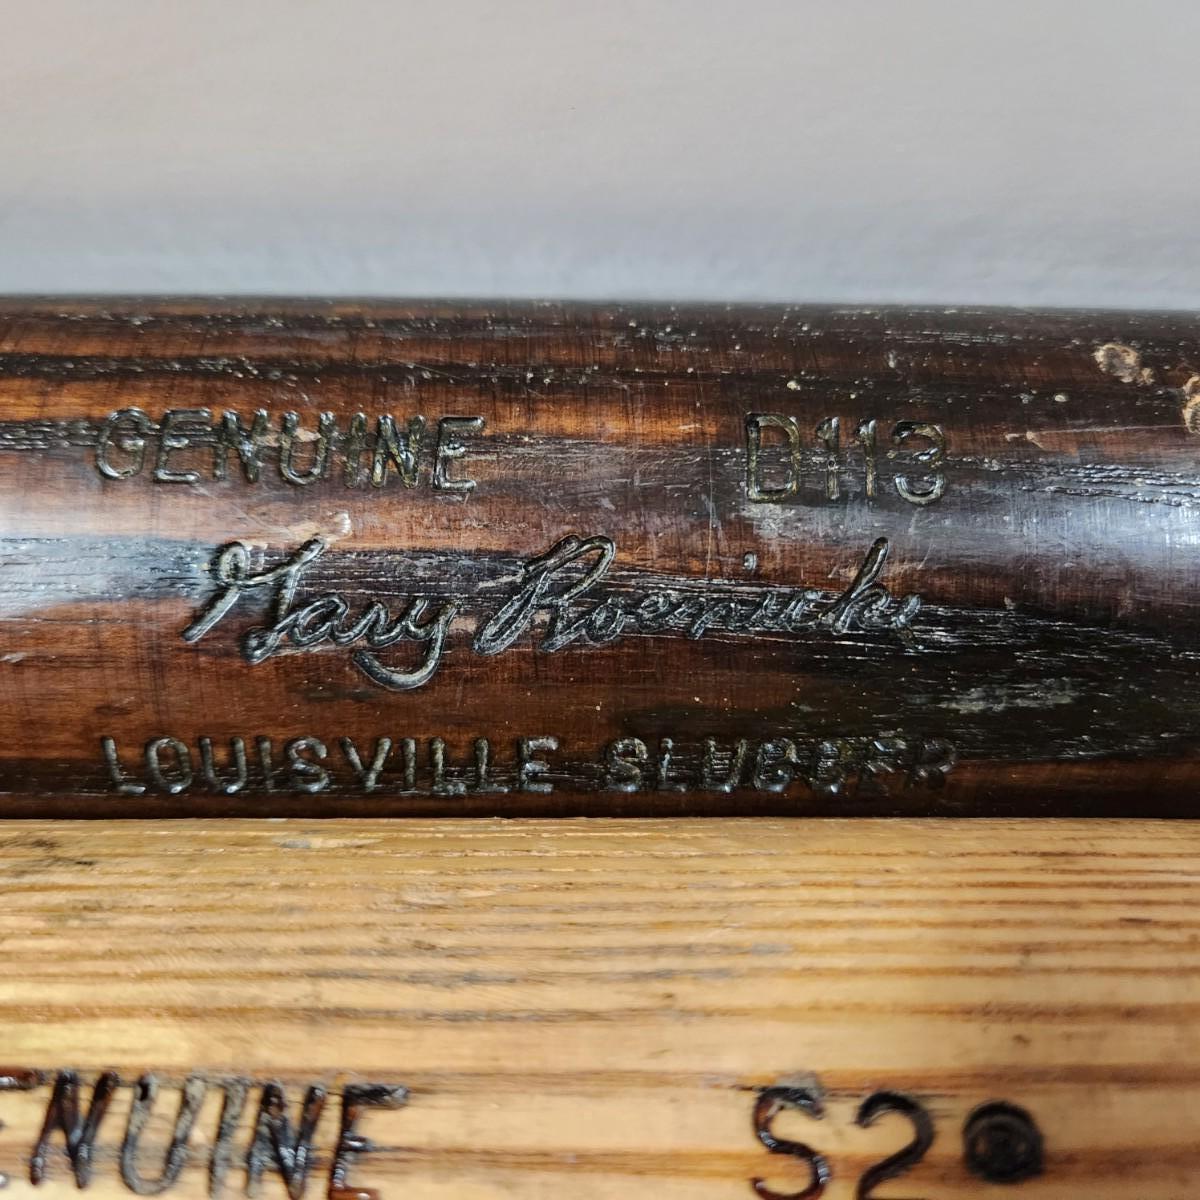 GENUINE D113
Gary Roenicke
LOUISVILLE SLUGGER
ENUINE S2